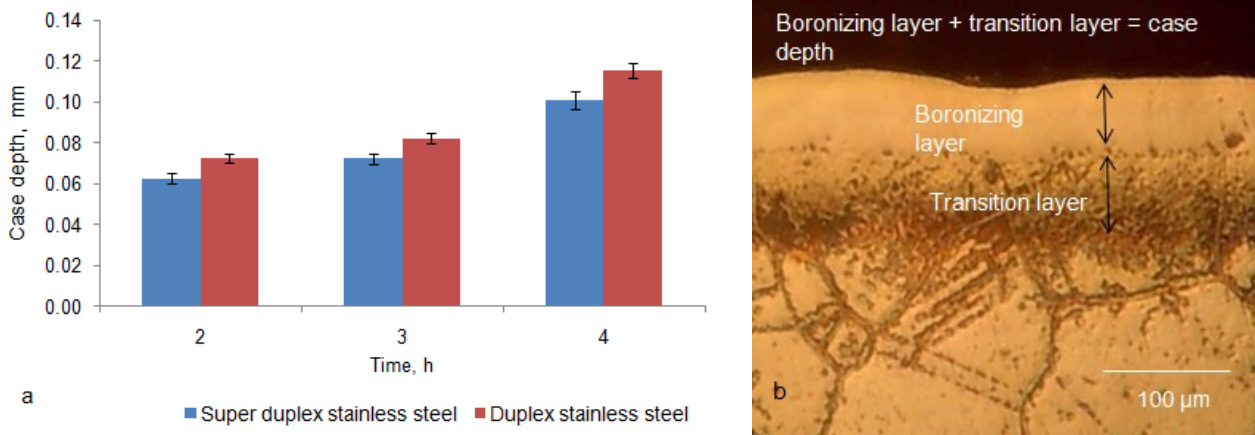 0.14
0.12
0.10
0.08
0.06
0.04
0.02
0.00
Case depth, mm
2 3 4
Time, h
a
Super duplex stainless steel Duplex stainless steel
Boronizing layer + transition layer = case
depth
Boronizing
layer
Transition layer
b
100 µm